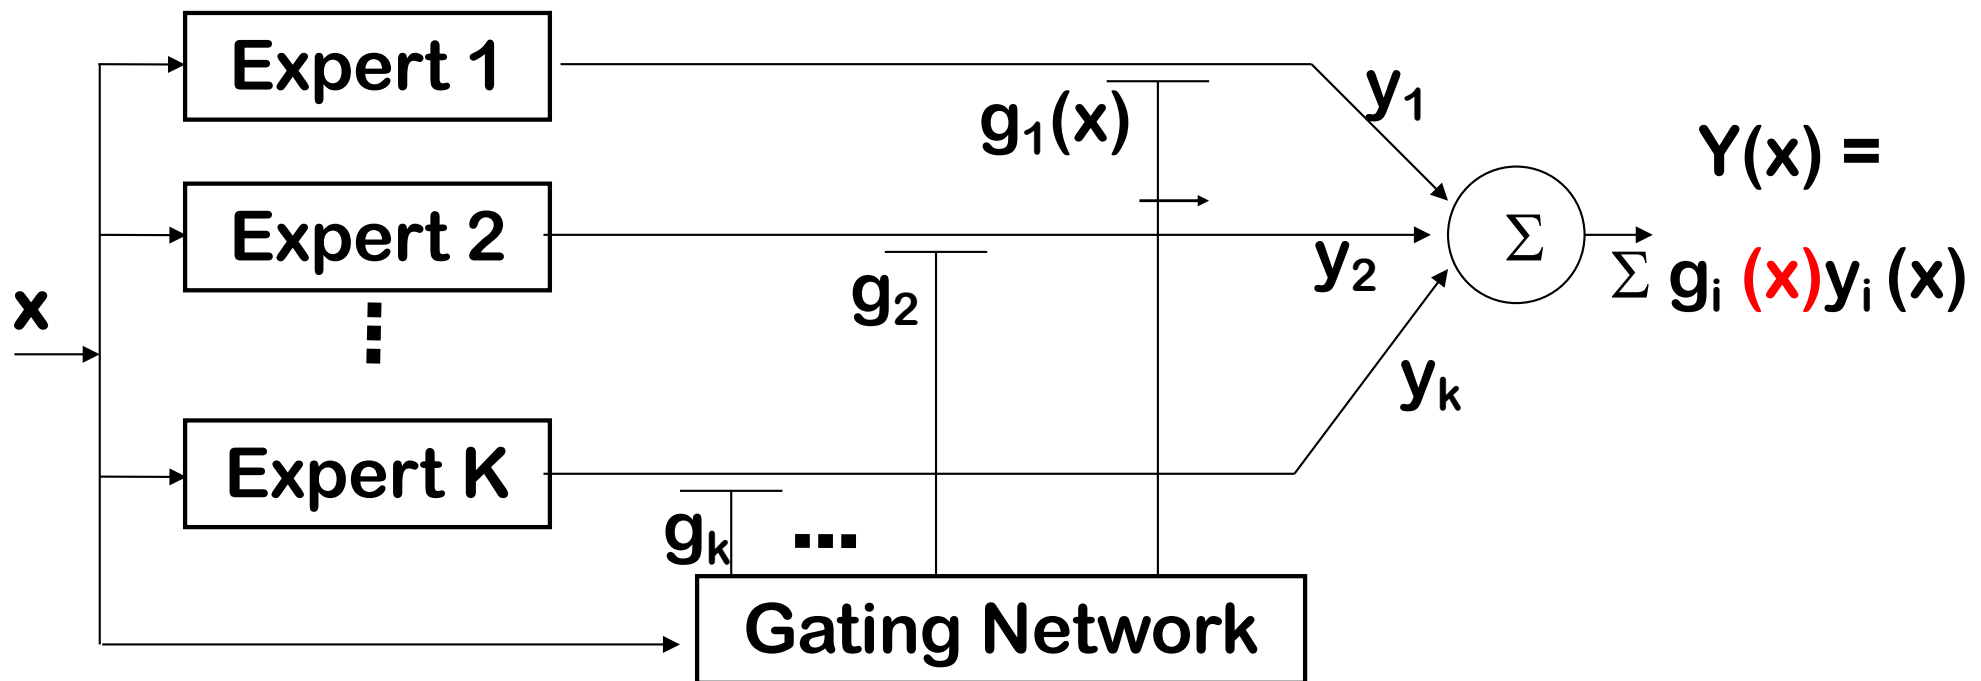 Expert 1
y₁
g₁(x)
Y(x) =
Expert 2
Σ
y₂
Σ gᵢ (x)yᵢ (x)
g₂
x
⋮
yₖ
Expert K
gₖ
...
Gating Network